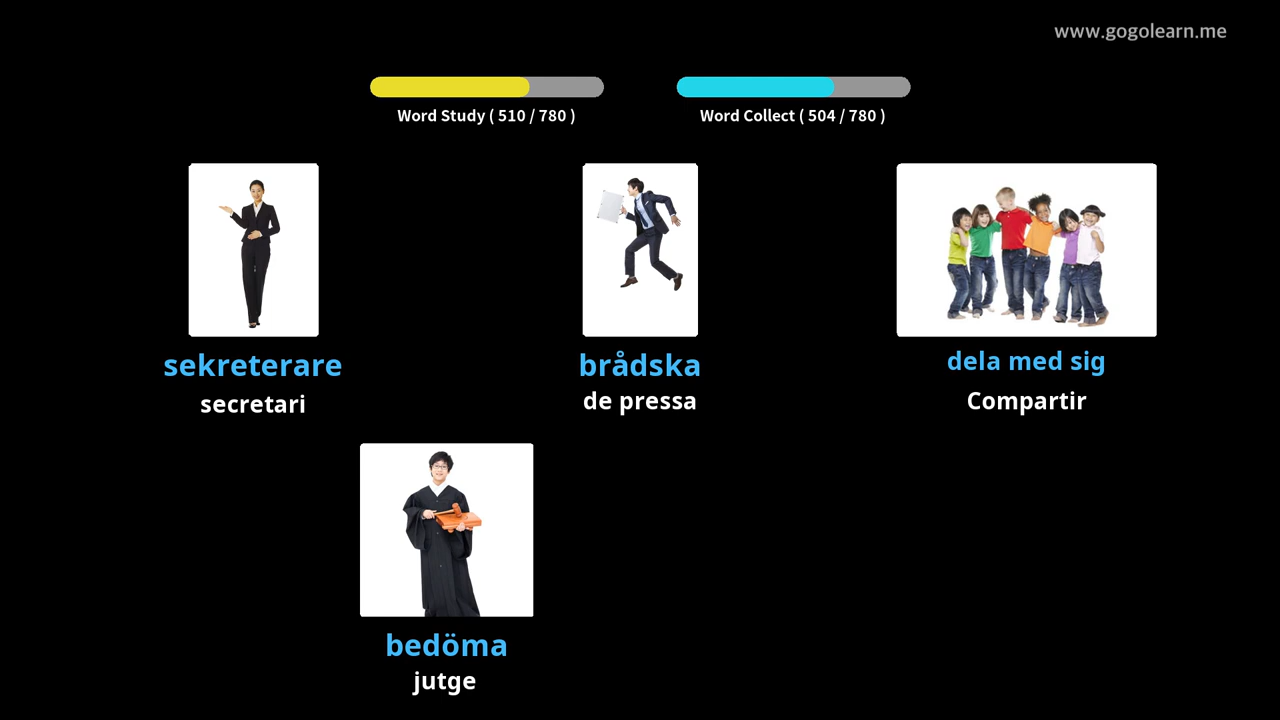 www.gogolearn.me
Word Study ( 510 / 780 )
Word Collect ( 504 / 780 )
sekreterare
secretari
brådska
de pressa
dela med sig
Compartir
bedöma
jutge